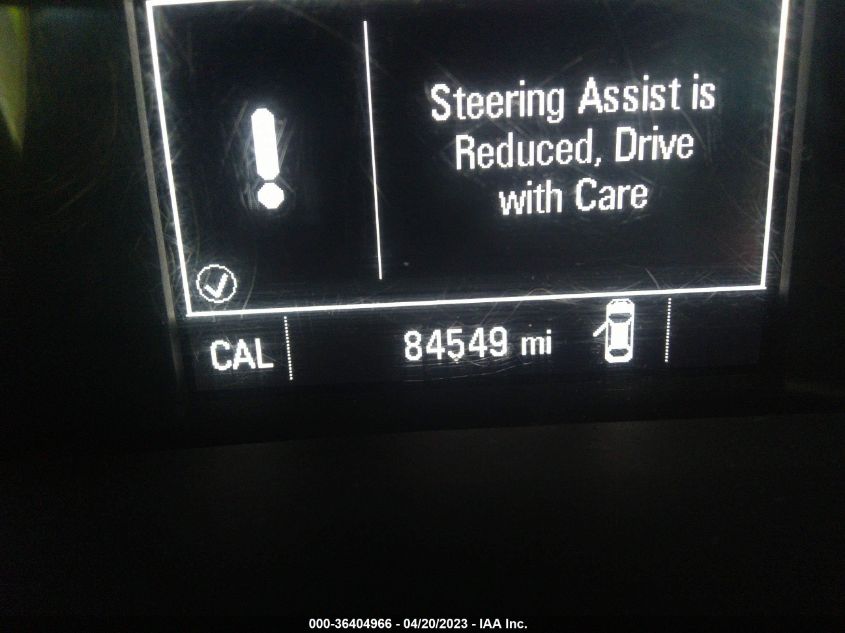 Steering Assist is
Reduced, Drive
with Care
CAL
84549 mi
000-36404966 - 04/20/2023 - IAA Inc.